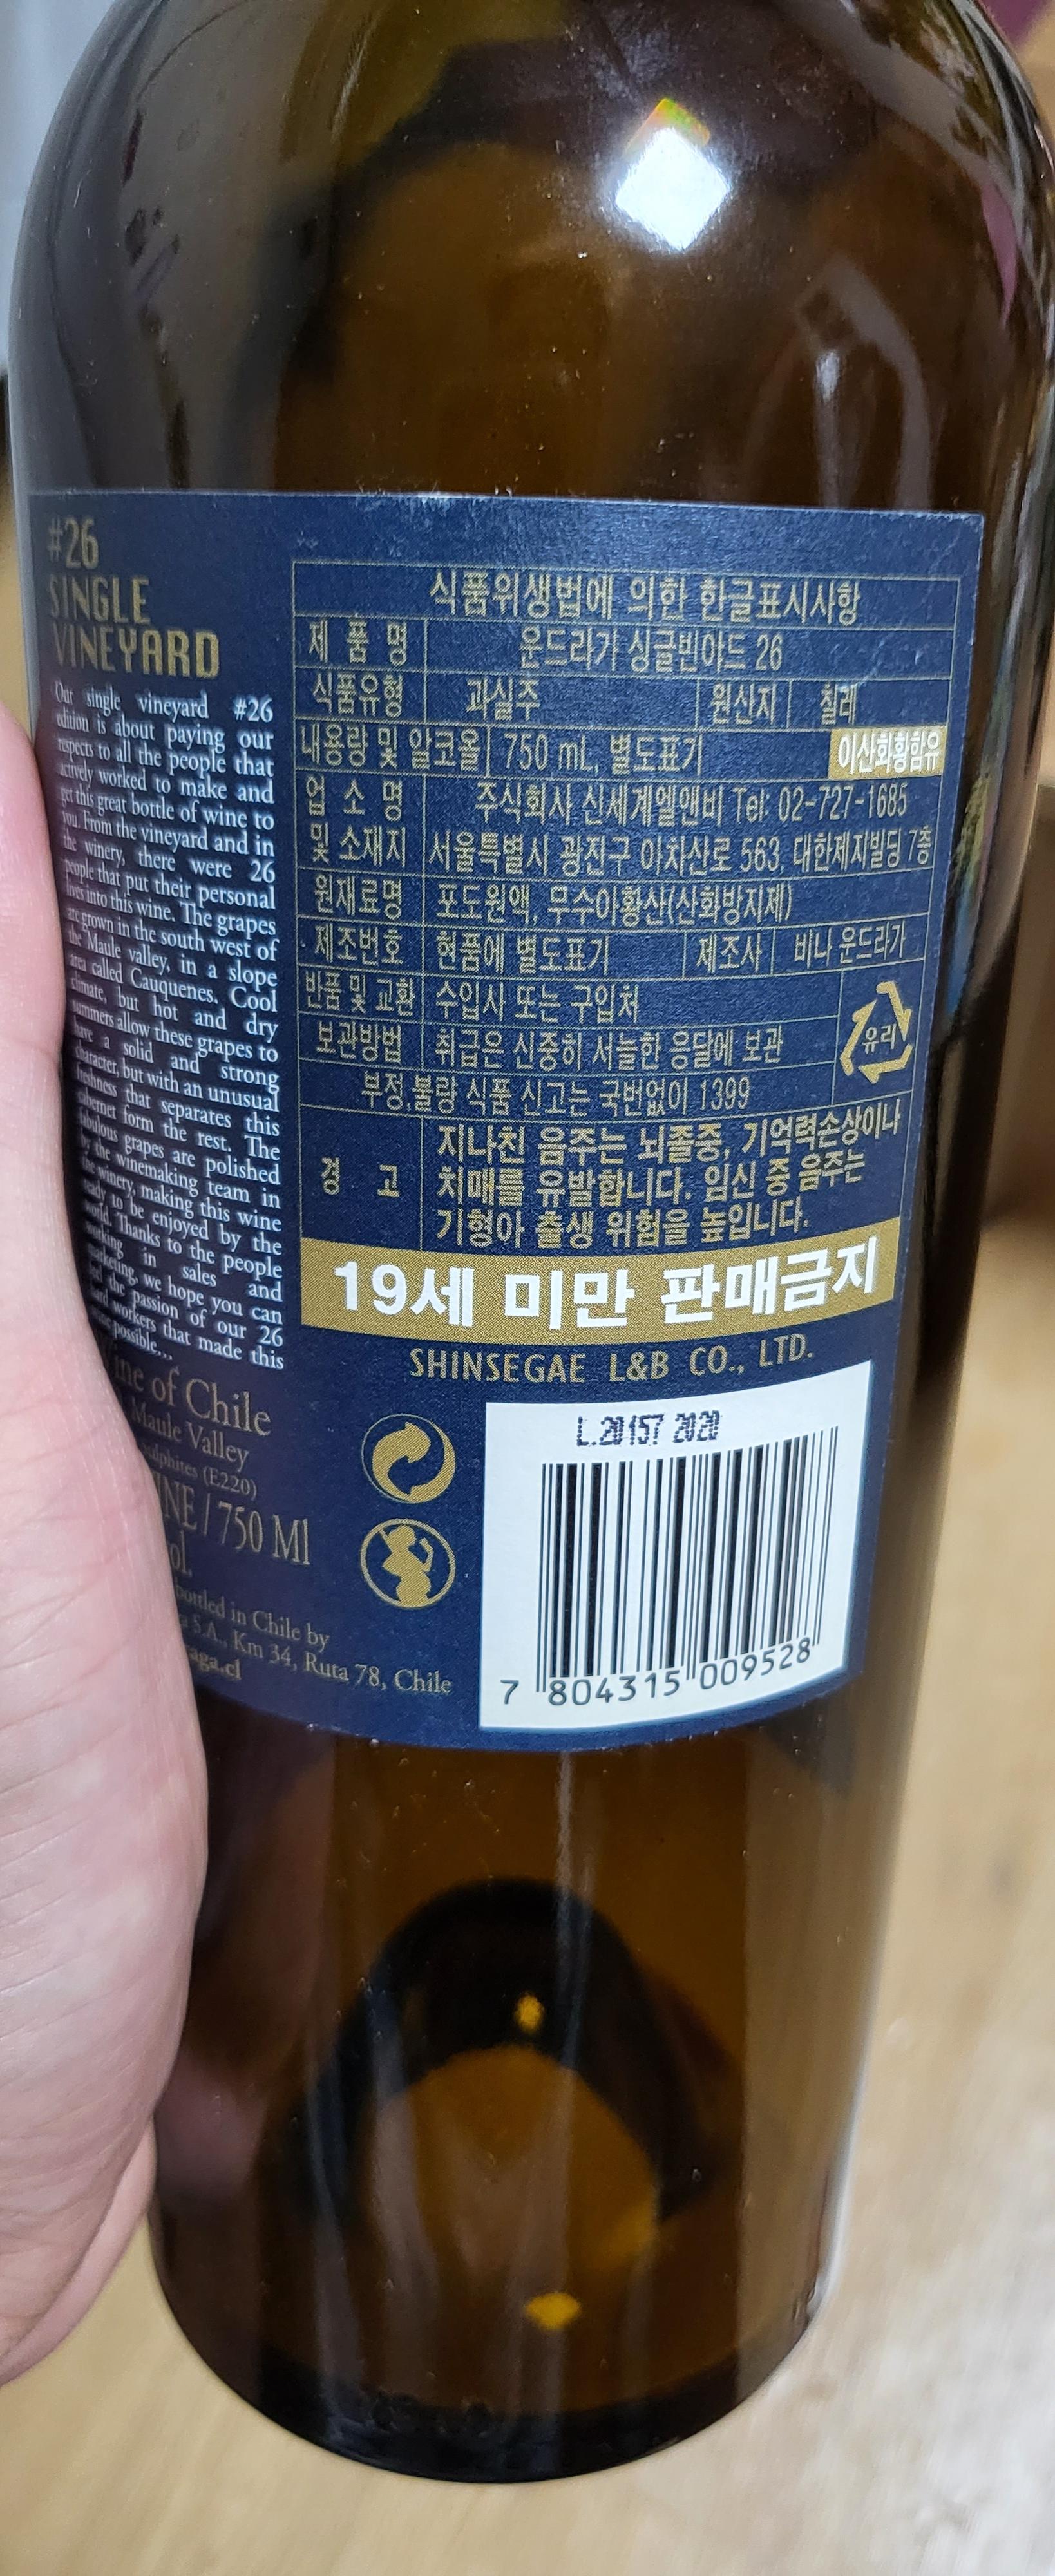 #26
SINGLE
VINEYARD
Our single vineyard #26
edition is about paying our
respects to all the people that
actively worked to make and
get this great bottle of wine to
you. From the vineyard and in
the winery, there were 26
people that put their personal
lives into this wine. The grapes
are grown in the south west of
the Maule valley, in a slope
area called Cauquenes. Cool
climate, but hot and dry
summers allow these grapes to
have a solid and strong
character, but with an unusual
freshness that separates this
cabernet form the rest. The
fabulous grapes are polished
by the winemaking team in
the winery, making this wine
ready to be enjoyed by the
world. Thanks to the people
working in sales and
marketing, we hope you can
feel the passion of our 26
hard workers that made this
possible...
Wine of Chile
Maule Valley
(E220)
/ 750 Ml
bottled in Chile by
S.A., Km 34, Ruta 78, Chile
식품위생법에 의한 한글표시사항
제 품 명 운드라가 싱글빈야드 26
식품유형 과실주 원산지 칠레
내용량 및 알코올 750 mL, 별도표기 이산화황함유
업 소 명 주식회사 신세계엘앤비 Tel: 02-727-1685
및 소재지 서울특별시 광진구 아차산로 563, 대한제지빌딩 7층
원재료명 포도원액, 무수아황산(산화방지제)
제조번호 현품에 별도표기 제조사 비나 운드라가
반품 및 교환 수입사 또는 구입처
보관방법 취급은 신중히 서늘한 응달에 보관
유리
부정,불량 식품 신고는 국번없이 1399
경 고 지나친 음주는 뇌졸중, 기억력손상이나
치매를 유발합니다. 임신 중 음주는
기형아 출생 위험을 높입니다.
19세 미만 판매금지
SHINSEGAE L&B CO., LTD.
L.20157 2020
7 804315 009528